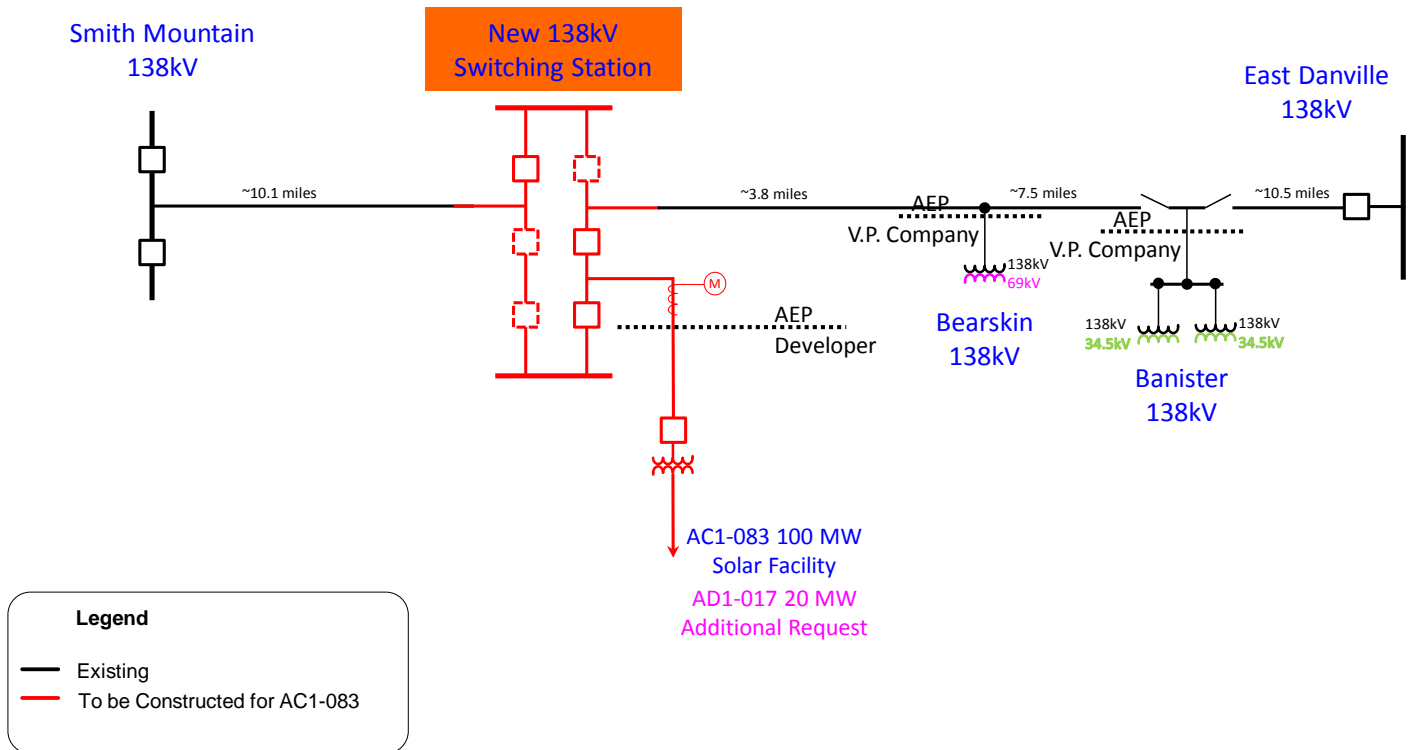 Smith Mountain
138kV
New 138kV
Switching Station
East Danville
138kV
~10.1 miles
~3.8 miles
AEP
V.P. Company
~7.5 miles
AEP
V.P. Company
~10.5 miles
138kV
69kV
Bearskin
138kV
138kV
34.5kV
138kV
34.5kV
Banister
138kV
M
AEP
Developer
AC1-083 100 MW
Solar Facility
AD1-017 20 MW
Additional Request
Legend
Existing
To be Constructed for AC1-083